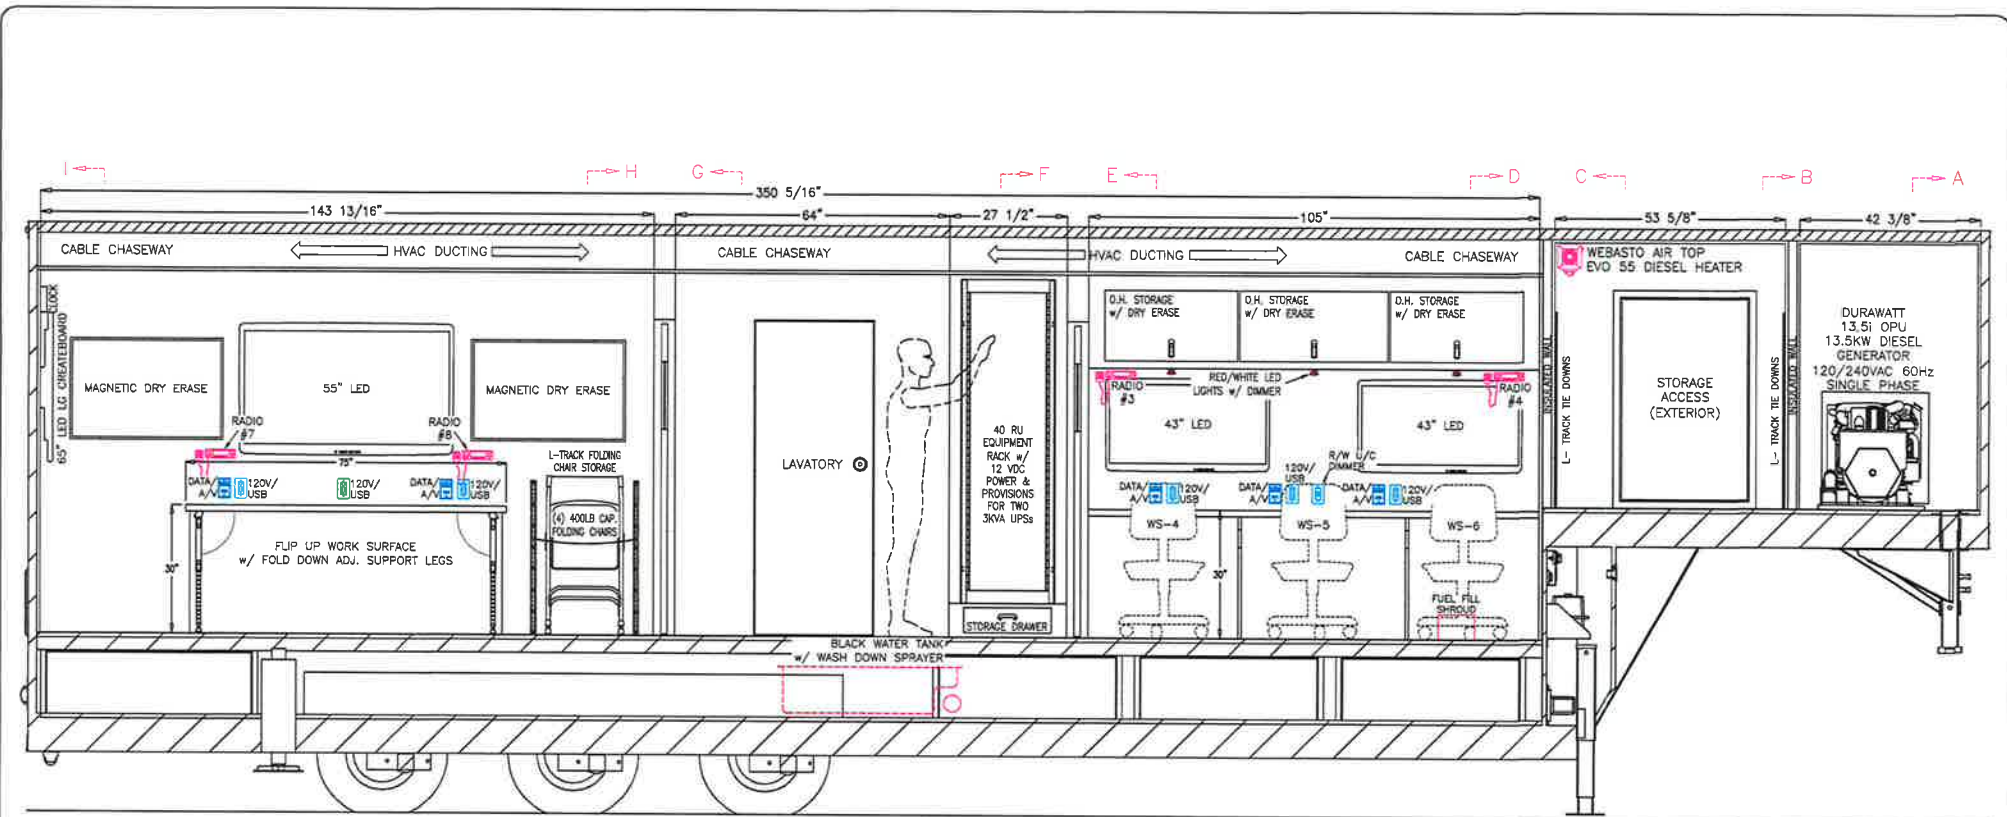 I
H
G
F
E
D
C
B
A
350 5/16"
143 13/16"
64"
27 1/2"
105"
53 5/8"
42 3/8"
CABLE CHASEWAY
HVAC DUCTING
CABLE CHASEWAY
HVAC DUCTING
CABLE CHASEWAY
WEBASTO AIR TOP
EVO 55 DIESEL HEATER
CLOCK
65" LED LG CREATEBOARD
MAGNETIC DRY ERASE
55" LED
MAGNETIC DRY ERASE
RADIO
#7
RADIO
#8
75"
DATA/
A/V
120V/
USB
120V/
USB
DATA/
A/V
120V/
USB
L-TRACK FOLDING
CHAIR STORAGE
(4) 400LB CAP.
FOLDING CHAIRS
FLIP UP WORK SURFACE
w/ FOLD DOWN ADJ. SUPPORT LEGS
30"
LAVATORY
40 RU
EQUIPMENT
RACK w/
12 VDC
POWER &
PROVISIONS
FOR TWO
3KVA UPSs
STORAGE DRAWER
O.H. STORAGE
w/ DRY ERASE
O.H. STORAGE
w/ DRY ERASE
O.H. STORAGE
w/ DRY ERASE
RADIO
#3
RED/WHITE LED
LIGHTS w/ DIMMER
RADIO
#4
43" LED
43" LED
DATA/
A/V
120V/
USB
DATA/
A/V
120V/
USB
R/W U/C
DIMMER
DATA/
A/V
120V/
USB
WS-4
WS-5
WS-6
30"
FUEL FILL
SHROUD
INSULATED WALL
L- TRACK TIE DOWNS
STORAGE
ACCESS
(EXTERIOR)
L- TRACK TIE DOWNS
INSULATED WALL
DURAWATT
13.5i OPU
13.5KW DIESEL
GENERATOR
120/240VAC 60Hz
SINGLE PHASE
BLACK WATER TANK
w/ WASH DOWN SPRAYER